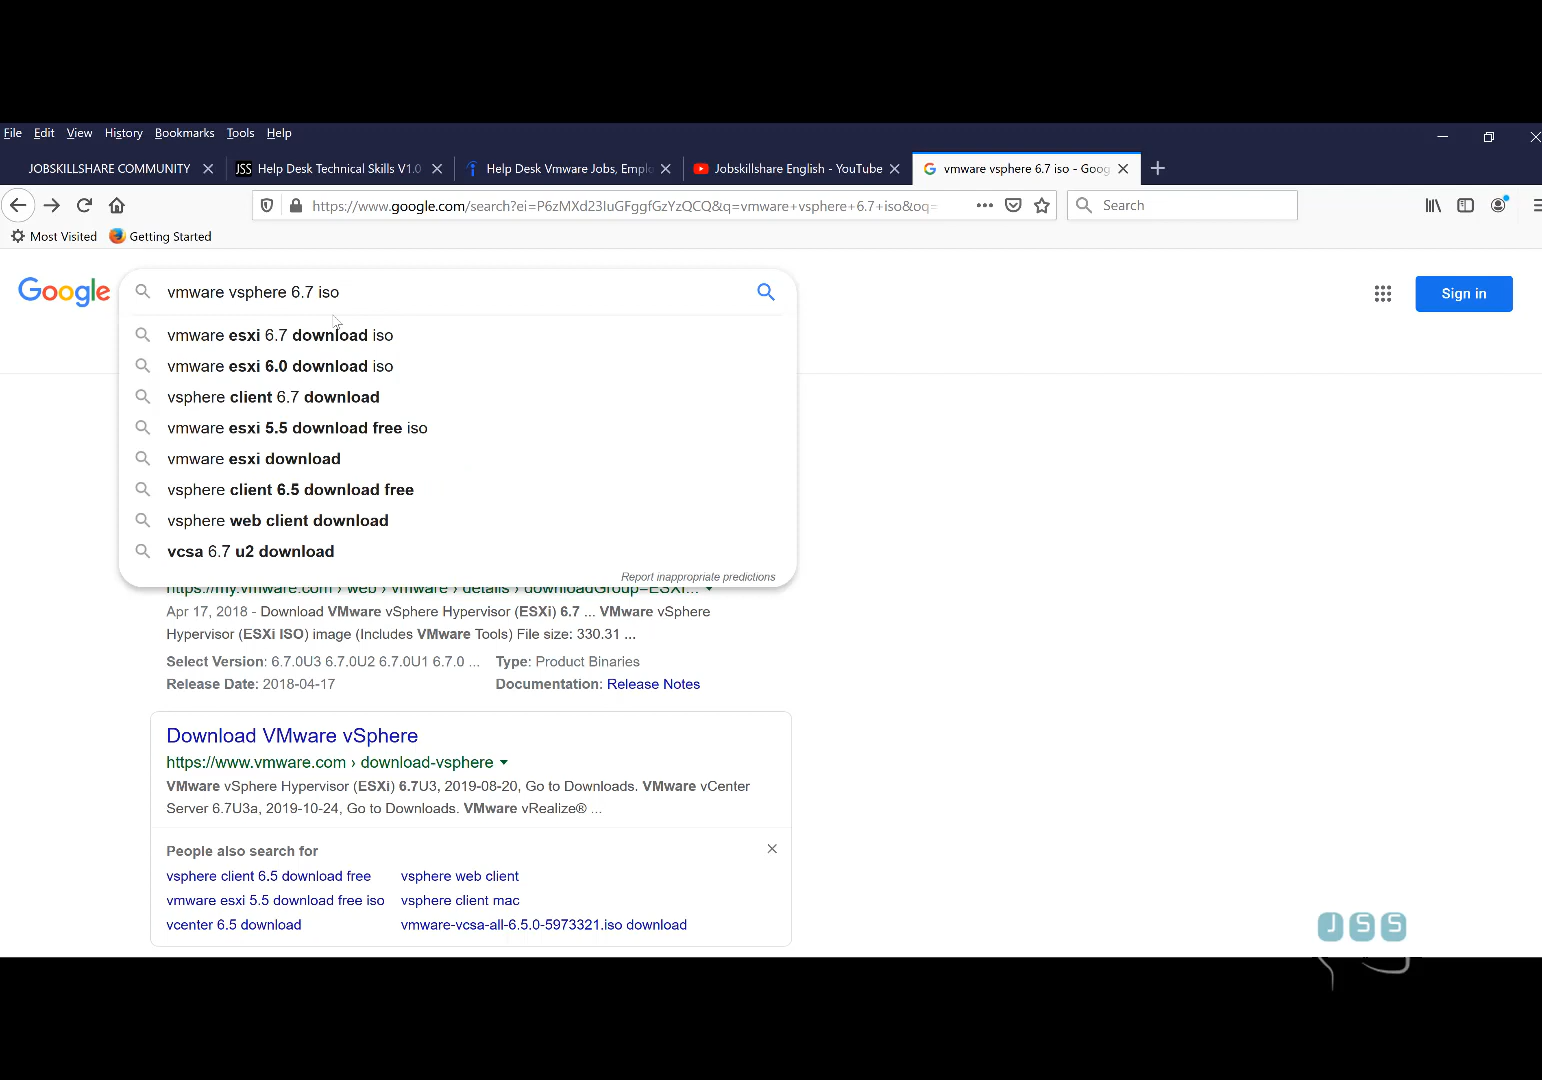 File Edit View History Bookmarks Tools Help
JOBSKILLSHARE COMMUNITY
JSS Help Desk Technical Skills V1.0
Help Desk Vmware Jobs, Emplo
Jobskillshare English - YouTube
vmware vsphere 6.7 iso - Goog
https://www.google.com/search?ei=P6zMXd23IuGFggfGzYzQCQ&q=vmware+vsphere+6.7+iso&oq=
Search
Most Visited Getting Started
Google
vmware vsphere 6.7 iso
Sign in
vmware esxi 6.7 download iso
vmware esxi 6.0 download iso
vsphere client 6.7 download
vmware esxi 5.5 download free iso
vmware esxi download
vsphere client 6.5 download free
vsphere web client download
vcsa 6.7 u2 download
Report inappropriate predictions
https://my.vmware.com › web › vmware › details › downloadGroup=ESXI...
Apr 17, 2018 - Download VMware vSphere Hypervisor (ESXi) 6.7 ... VMware vSphere
Hypervisor (ESXi ISO) image (Includes VMware Tools) File size: 330.31 ...
Select Version: 6.7.0U3 6.7.0U2 6.7.0U1 6.7.0 ... Type: Product Binaries
Release Date: 2018-04-17 Documentation: Release Notes
Download VMware vSphere
https://www.vmware.com › download-vsphere
VMware vSphere Hypervisor (ESXi) 6.7U3, 2019-08-20, Go to Downloads. VMware vCenter
Server 6.7U3a, 2019-10-24, Go to Downloads. VMware vRealize® ...
People also search for
vsphere client 6.5 download free vsphere web client
vmware esxi 5.5 download free iso vsphere client mac
vcenter 6.5 download vmware-vcsa-all-6.5.0-5973321.iso download
JSS